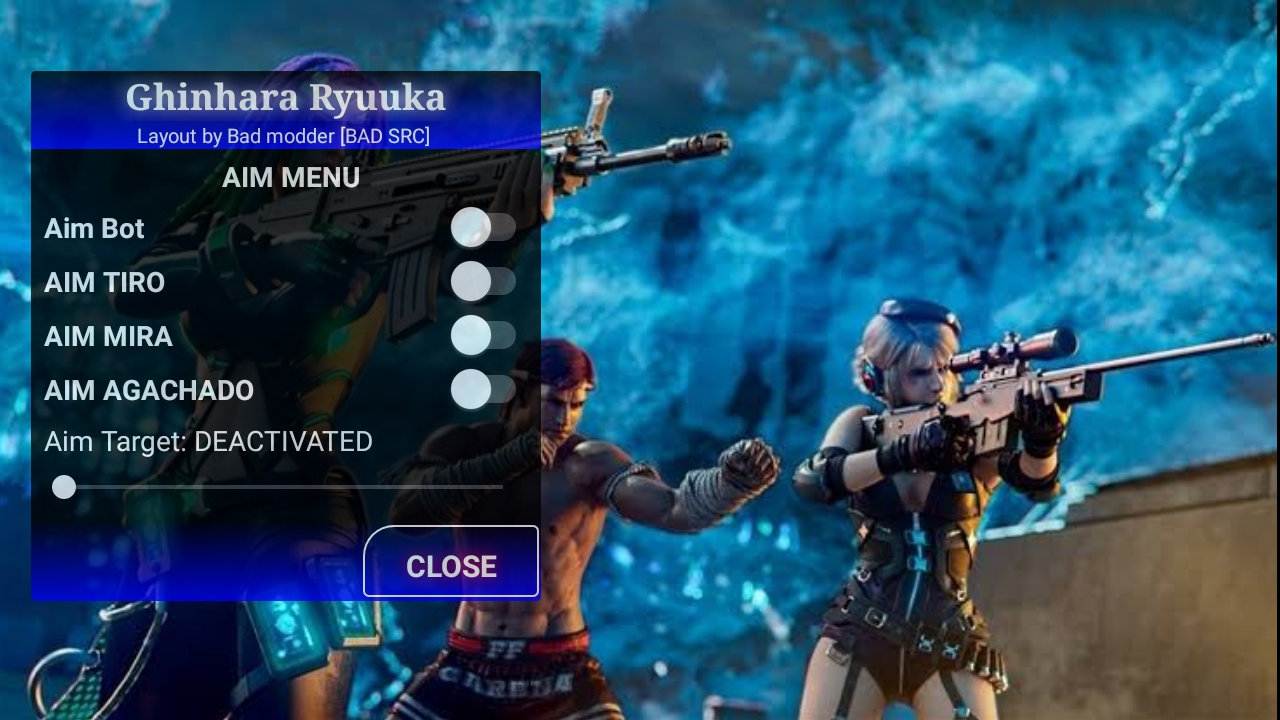 Ghinhara Ryuuka
Layout by Bad modder [BAD SRC]
AIM MENU
Aim Bot
AIM TIRO
AIM MIRA
AIM AGACHADO
Aim Target: DEACTIVATED
CLOSE
FF